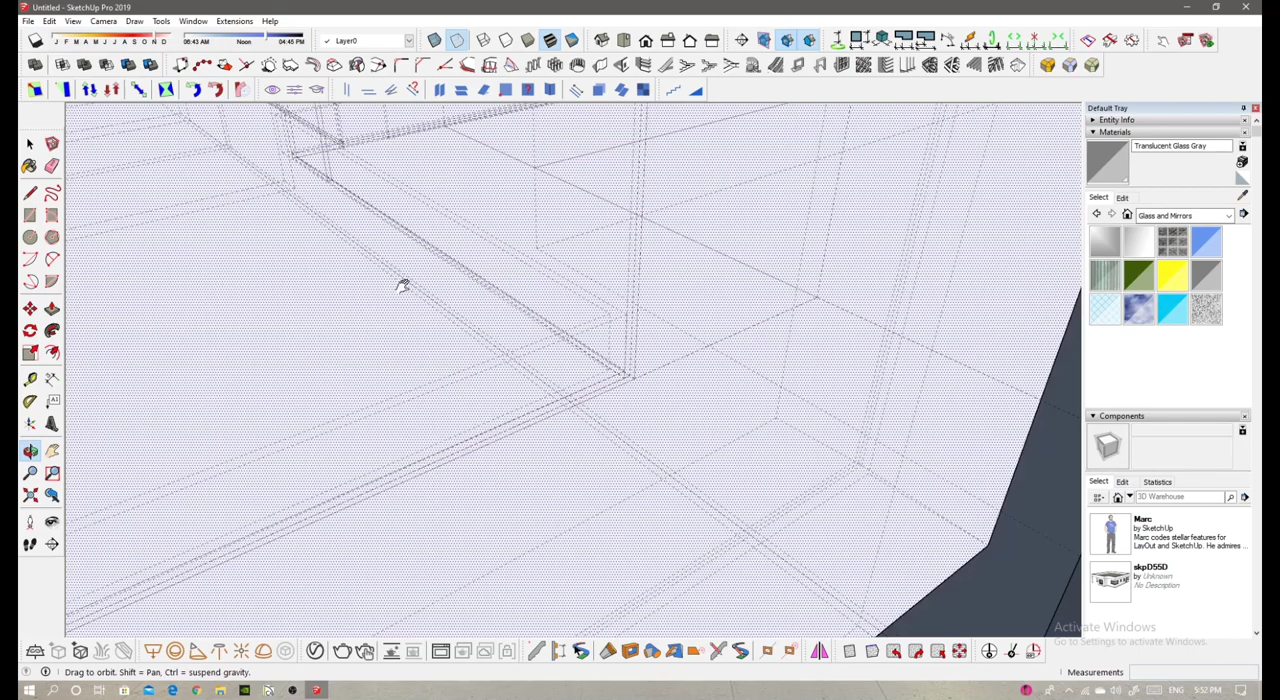 Untitled - SketchUp Pro 2019
File Edit View Camera Draw Tools Window Extensions Help
J F M A M J J A S O N D 06:43 AM Noon 04:45 PM Layer0
Default Tray
Entity Info
Materials
Translucent Glass Gray
Select Edit
Glass and Mirrors
Components
Select Edit Statistics
3D Warehouse
Marc
by SketchUp
Marc codes stellar features for
LayOut and SketchUp. He admires ...
skpD55D
by Unknown
No Description
Activate Windows
Go to Settings to activate Windows.
Drag to orbit. Shift = Pan, Ctrl = suspend gravity.
Measurements
ENG 5:52 PM